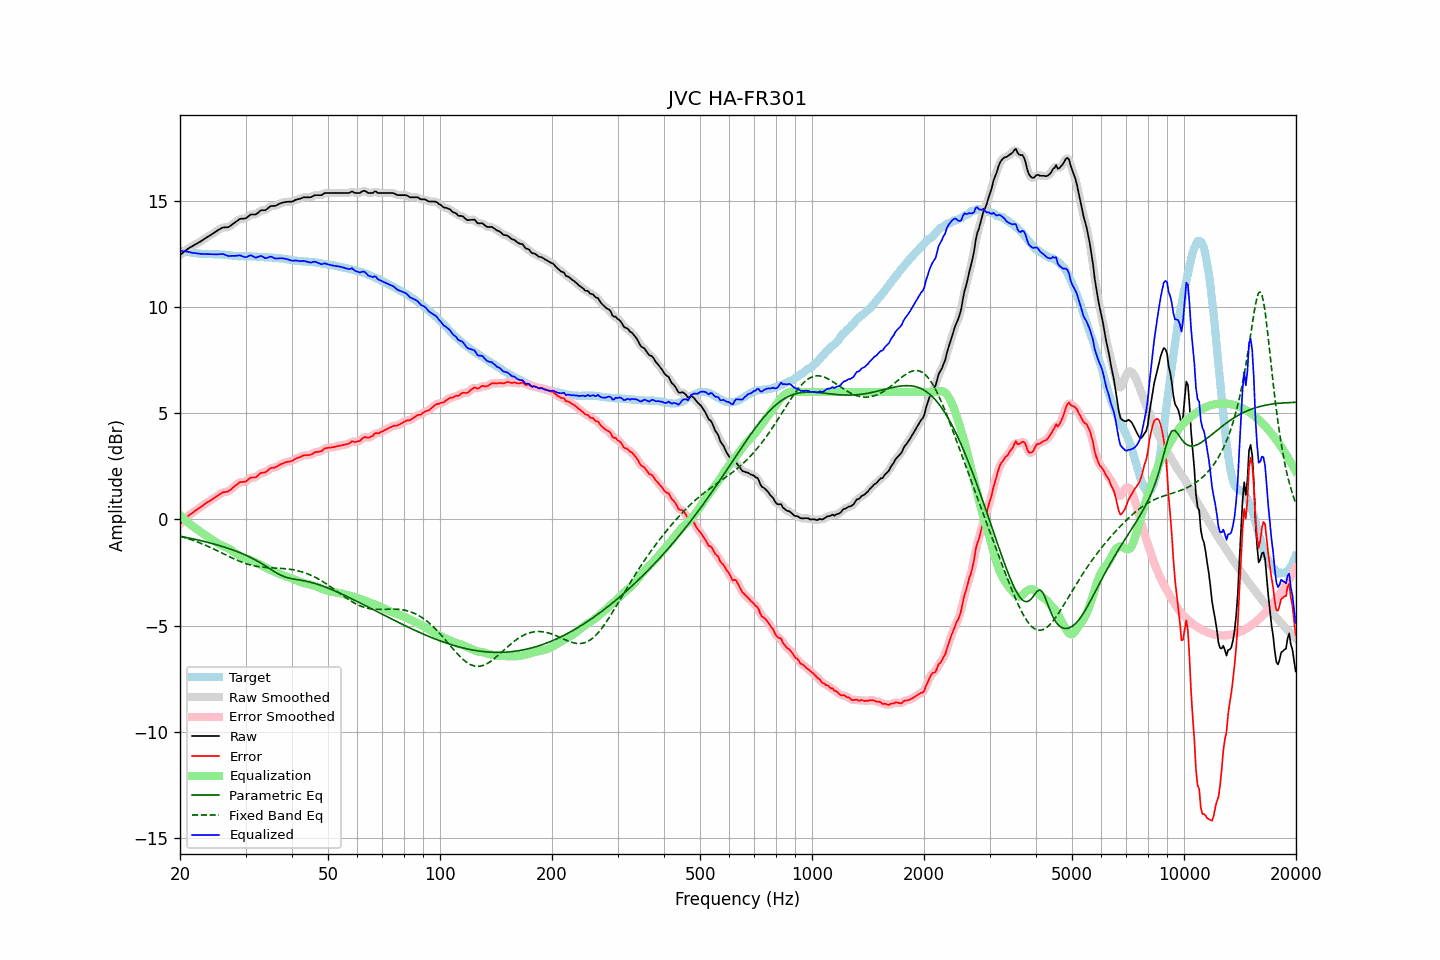 JVC HA-FR301
Amplitude (dBr)
15
10
5
0
−5
−10
−15
Target
Raw Smoothed
Error Smoothed
Raw
Error
Equalization
Parametric Eq
Fixed Band Eq
Equalized
20
50
100
200
500
1000
2000
5000
10000
20000
Frequency (Hz)